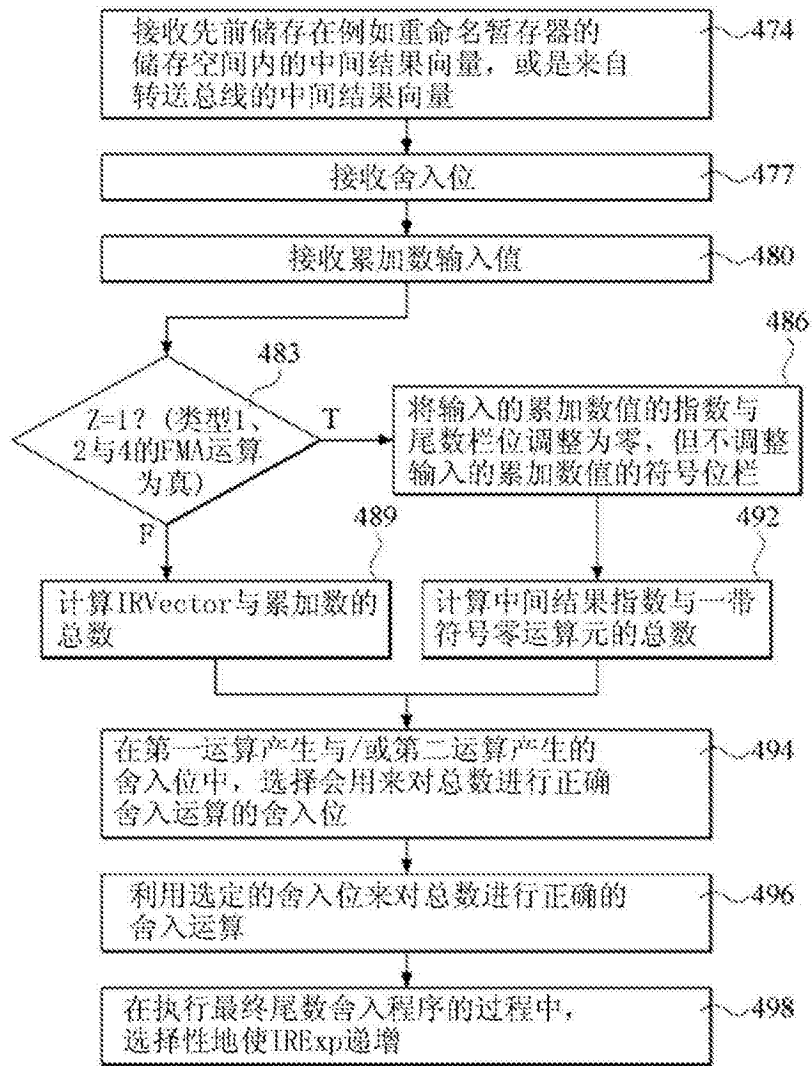 接收先前储存在例如重命名暂存器的
储存空间内的中间结果向量，或是来自
转送总线的中间结果向量
474
接收舍入位
477
接收累加数输入值
480
483
Z=1?（类型1、
2与4的FMA运算
为真）
T
F
486
将输入的累加数值的指数与
尾数栏位调整为零，但不调整
输入的累加数值的符号位栏
489
计算IRVector与累加数的
总数
492
计算中间结果指数与一带
符号零运算元的总数
在第一运算产生与/或第二运算产生的
舍入位中，选择会用来对总数进行正确
舍入运算的舍入位
494
利用选定的舍入位来对总数进行正确的
舍入运算
496
在执行最终尾数舍入程序的过程中，
选择性地使IRExp递增
498